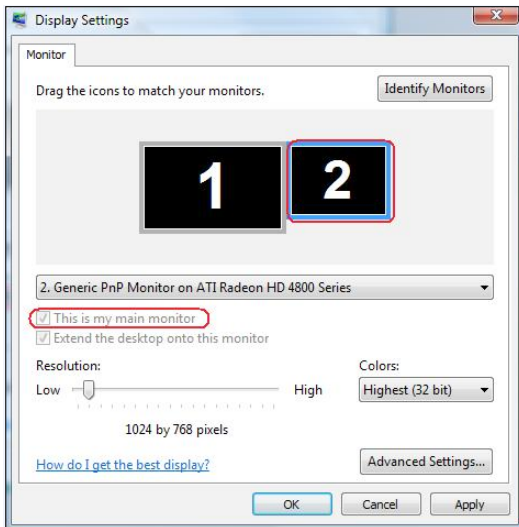 Display Settings
Monitor
Drag the icons to match your monitors.
Identify Monitors
1
2
2. Generic PnP Monitor on ATI Radeon HD 4800 Series
This is my main monitor
Extend the desktop onto this monitor
Resolution:
Colors:
Low
High
Highest (32 bit)
1024 by 768 pixels
How do I get the best display?
Advanced Settings...
OK
Cancel
Apply